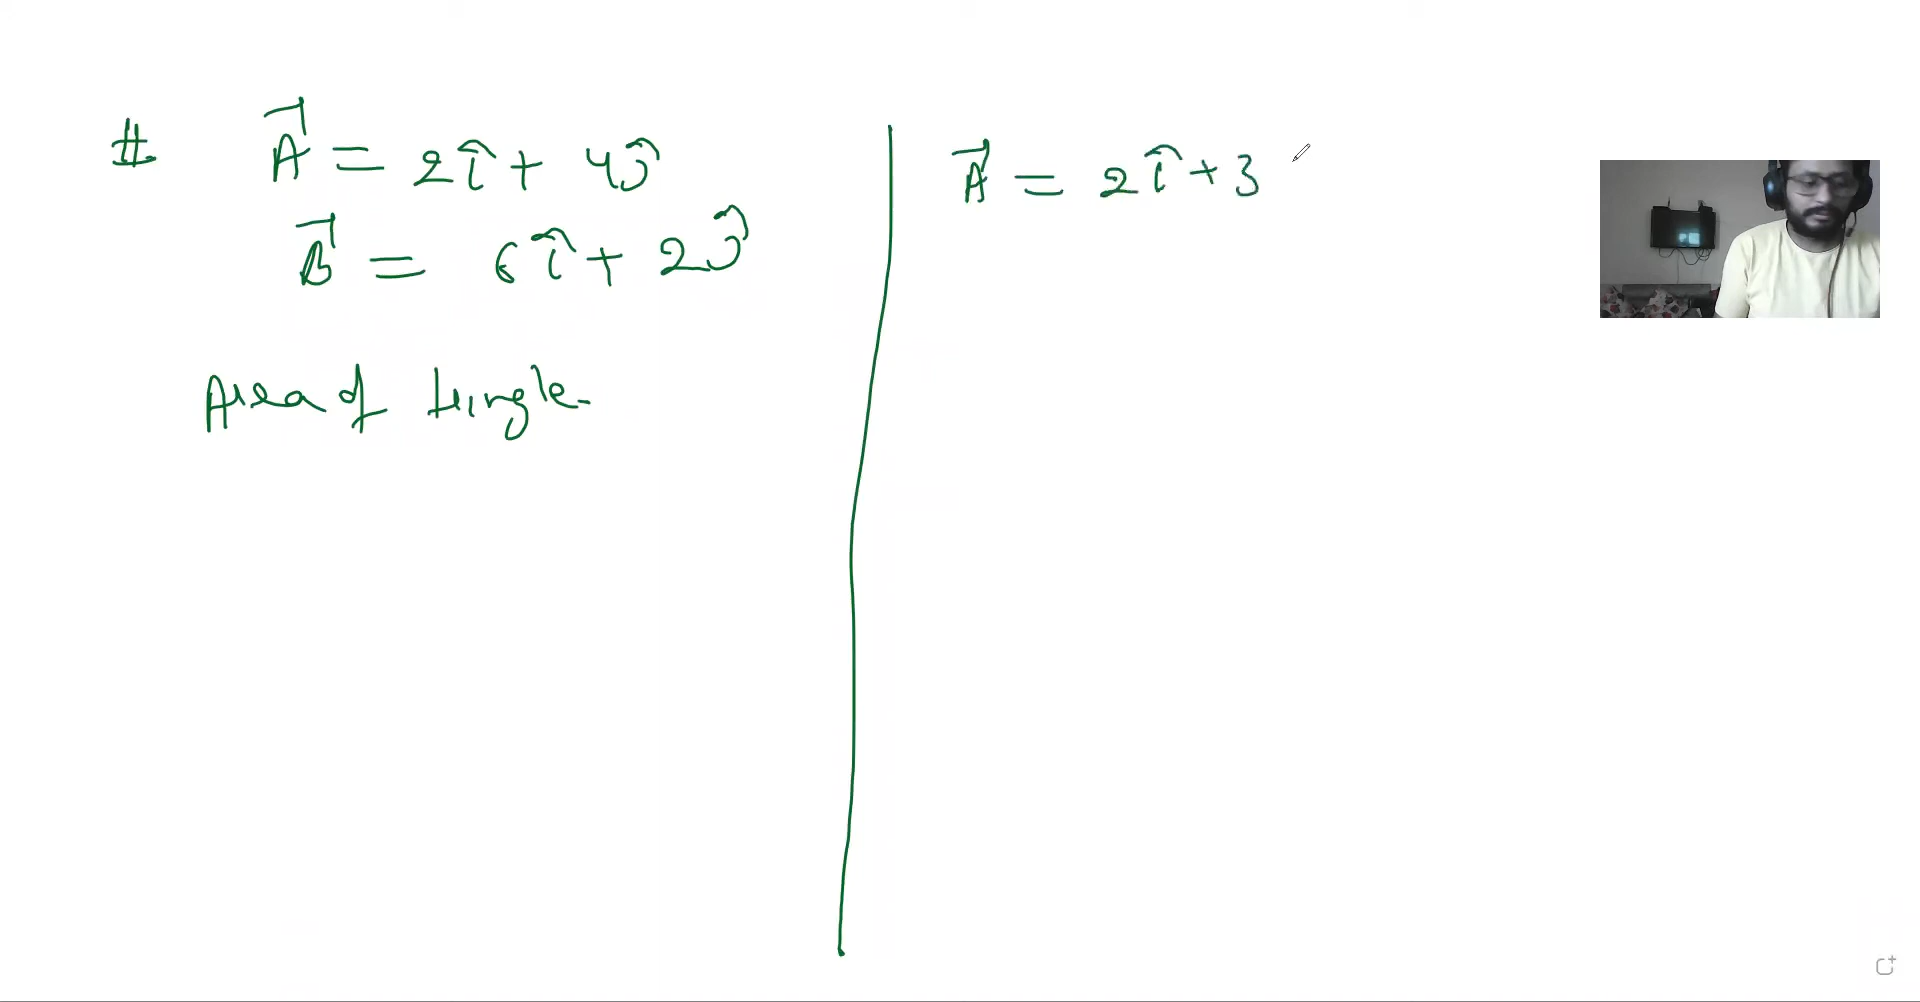 # A⃗ = 2î + 4ĵ
B⃗ = 6î + 2ĵ
Area of tringle
A⃗ = 2î + 3